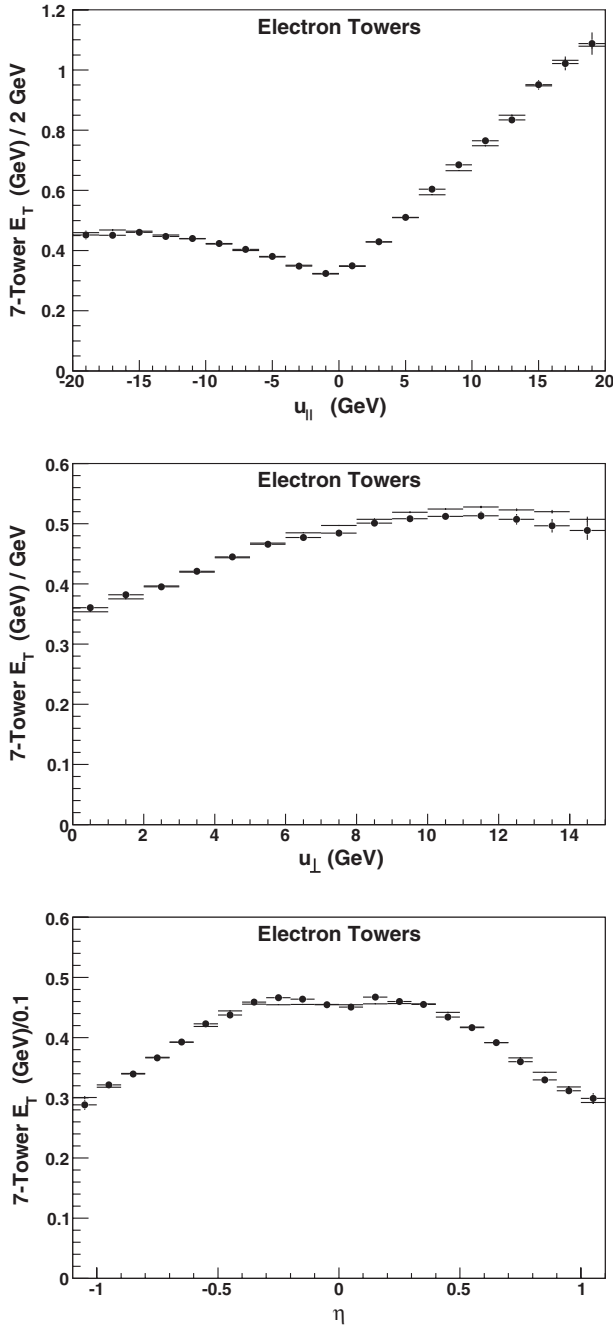 Electron Towers
7-Tower E_T (GeV) / 2 GeV
1.2
1
0.8
0.6
0.4
0.2
0
-20 -15 -10 -5 0 5 10 15 20
u_|| (GeV)
Electron Towers
7-Tower E_T (GeV) / GeV
0.6
0.5
0.4
0.3
0.2
0.1
0
0 2 4 6 8 10 12 14
u_⊥ (GeV)
Electron Towers
7-Tower E_T (GeV)/0.1
0.6
0.5
0.4
0.3
0.2
0.1
0
-1 -0.5 0 0.5 1
η